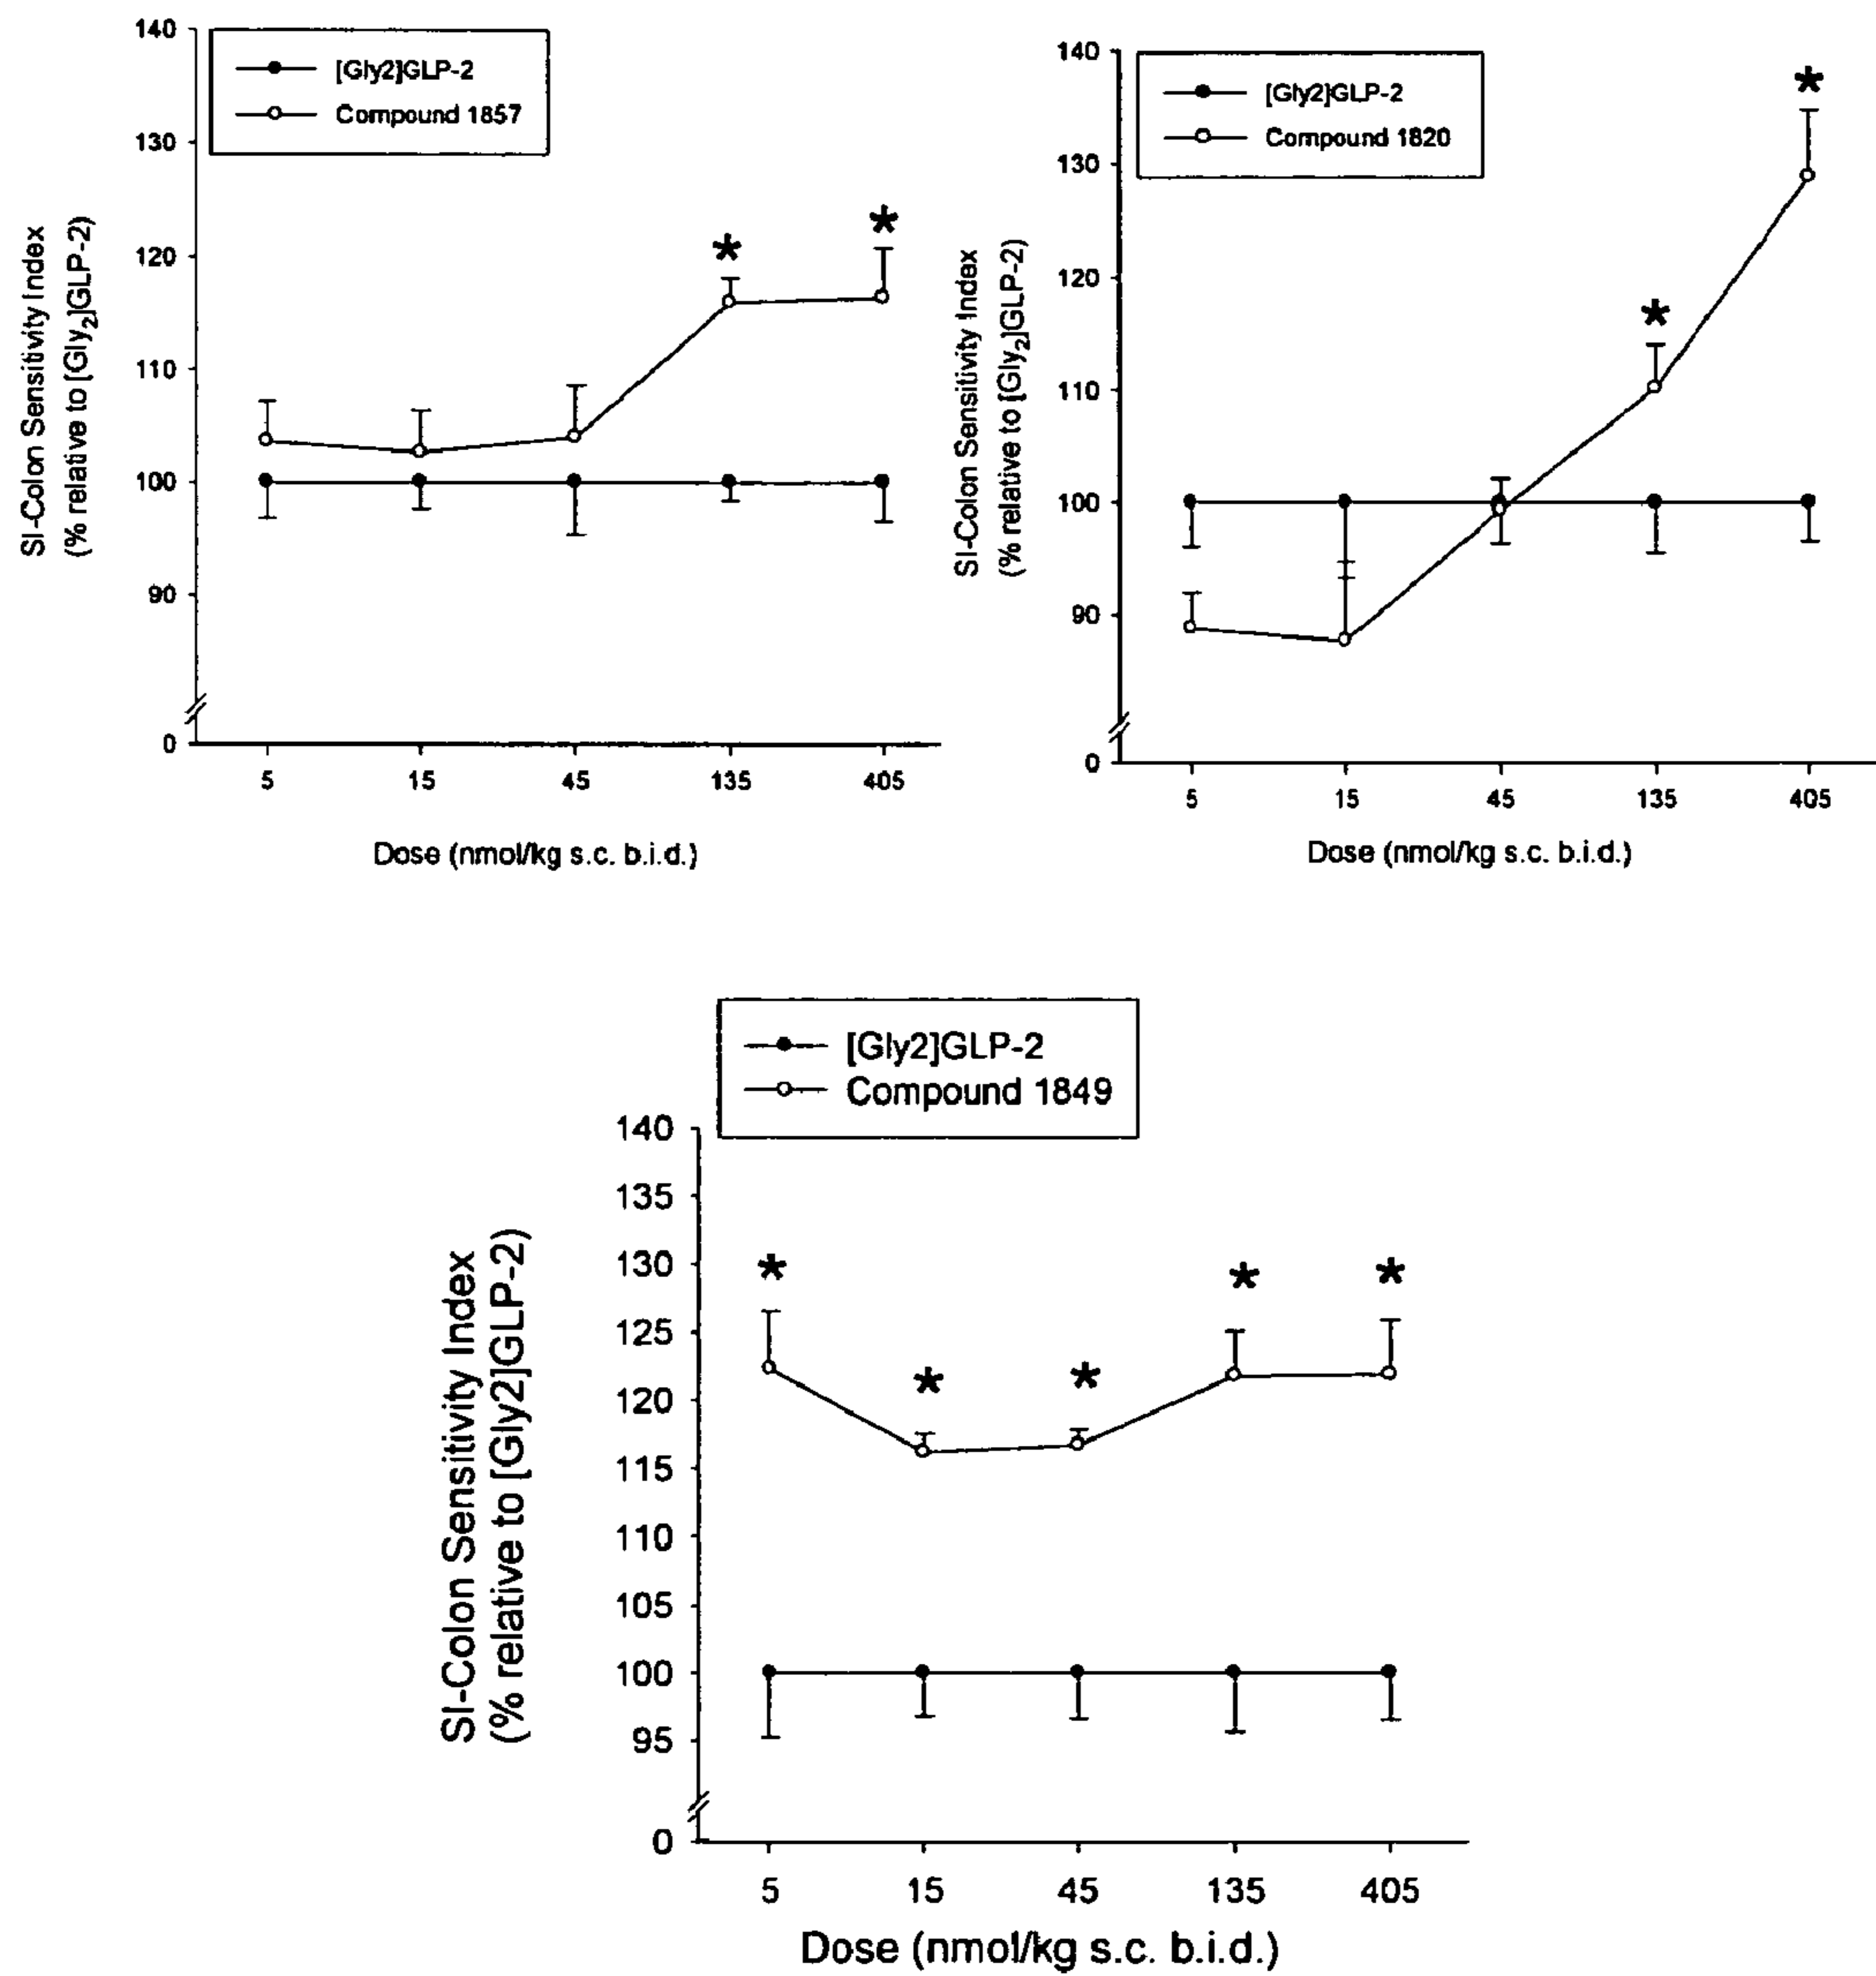 [Gly2]GLP-2
Compound 1857
140
130
120
110
100
90
0
SI-Colon Sensitivity Index
(% relative to [Gly2]GLP-2)
*
*
5 15 45 135 405
Dose (nmol/kg s.c. b.i.d.)
[Gly2]GLP-2
Compound 1820
140
130
120
110
100
90
0
SI-Colon Sensitivity Index
(% relative to [Gly2]GLP-2)
*
*
5 15 45 135 405
Dose (nmol/kg s.c. b.i.d.)
[Gly2]GLP-2
Compound 1849
140
135
130
125
120
115
110
105
100
95
0
SI-Colon Sensitivity Index
(% relative to [Gly2]GLP-2)
* * * * *
5 15 45 135 405
Dose (nmol/kg s.c. b.i.d.)